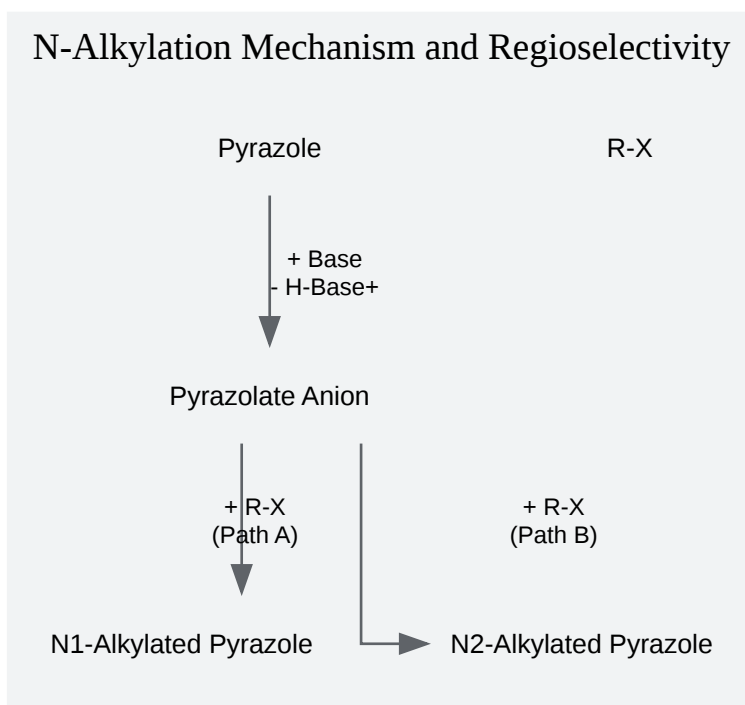 N-Alkylation Mechanism and Regioselectivity
Pyrazole
R-X
+ Base
- H-Base+
Pyrazolate Anion
+ R-X
(Path A)
+ R-X
(Path B)
N1-Alkylated Pyrazole
N2-Alkylated Pyrazole